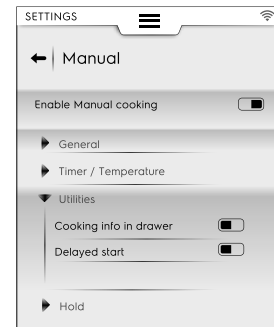 SETTINGS
Manual
Enable Manual cooking
General
Timer / Temperature
Utilities
Cooking info in drawer
Delayed start
Hold